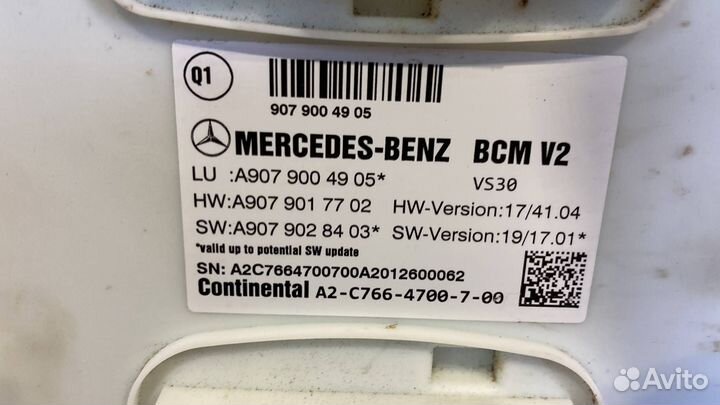 Q1
907 900 49 05
MERCEDES-BENZ BCM V2
LU :A907 900 49 05* VS30
HW:A907 901 77 02 HW-Version:17/41.04
SW:A907 902 84 03* SW-Version:19/17.01*
*valid up to potential SW update
SN: A2C7664700700A2012600062
Continental A2-C766-4700-7-00
Avito